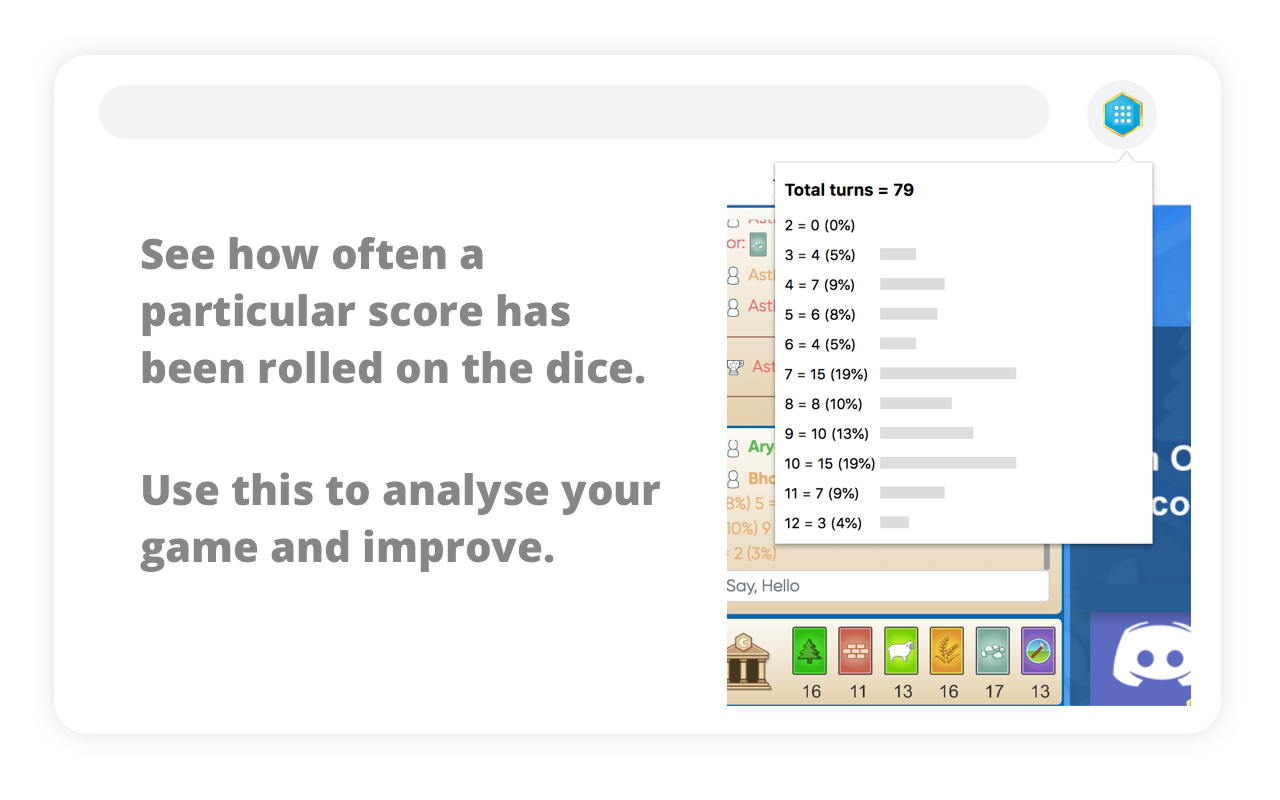 See how often a
particular score has
been rolled on the dice.
Use this to analyse your
game and improve.
Total turns = 79
2 = 0 (0%)
3 = 4 (5%)
4 = 7 (9%)
5 = 6 (8%)
6 = 4 (5%)
7 = 15 (19%)
8 = 8 (10%)
9 = 10 (13%)
10 = 15 (19%)
11 = 7 (9%)
12 = 3 (4%)
or:
Ast
Ary
Bho
8%) 5 =
10%) 9
= 2 (3%)
Say, Hello
16 11 13 16 17 13